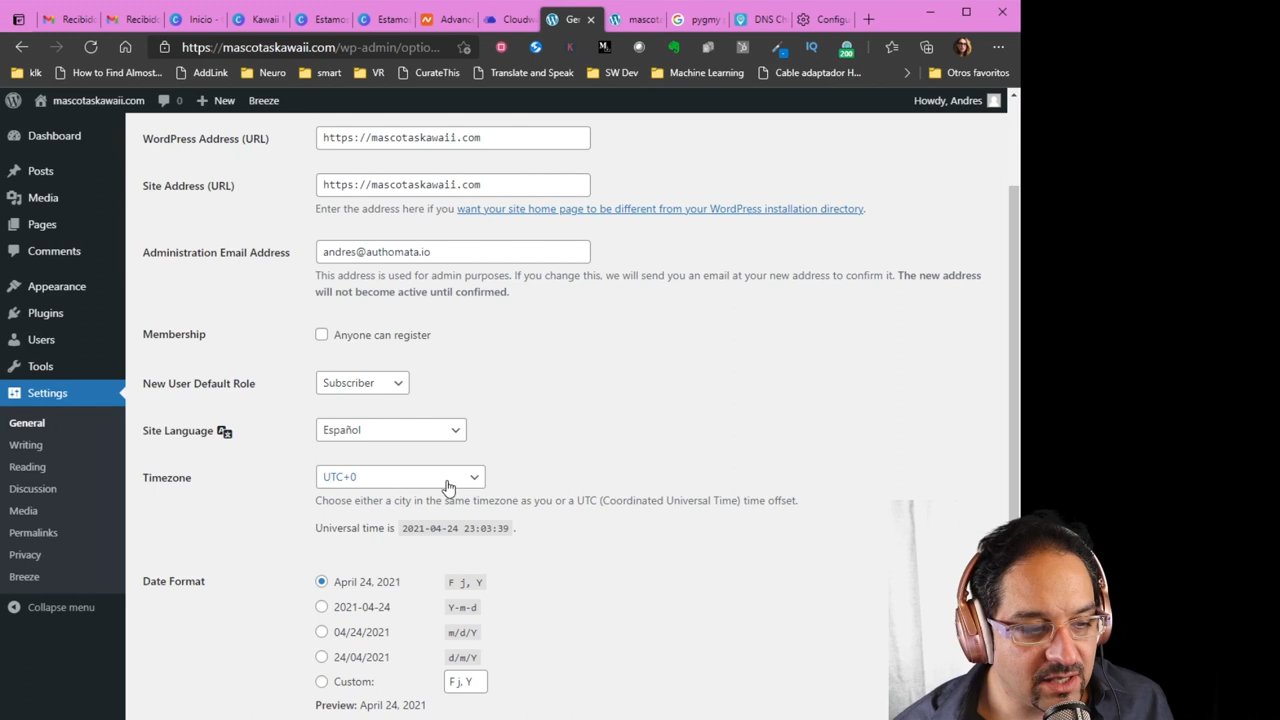 Recibido
Recibido
Inicio -
Kawaii
Estamo
Estamo
Advanc
Cloudw
Ger
mascot
pygmy
DNS Ch
Configu
https://mascotaskawaii.com/wp-admin/optio...
IQ
200
klk
How to Find Almost...
AddLink
Neuro
smart
VR
CurateThis
Translate and Speak
SW Dev
Machine Learning
Cable adaptador H...
Otros favoritos
mascotaskawaii.com
0
New
Breeze
Howdy, Andres
Dashboard
Posts
Media
Pages
Comments
Appearance
Plugins
Users
Tools
Settings
General
Writing
Reading
Discussion
Media
Permalinks
Privacy
Breeze
Collapse menu
WordPress Address (URL)
https://mascotaskawaii.com
Site Address (URL)
https://mascotaskawaii.com
Enter the address here if you want your site home page to be different from your WordPress installation directory.
Administration Email Address
andres@authomata.io
This address is used for admin purposes. If you change this, we will send you an email at your new address to confirm it. The new address
will not become active until confirmed.
Membership
Anyone can register
New User Default Role
Subscriber
Site Language
Español
Timezone
UTC+0
Choose either a city in the same timezone as you or a UTC (Coordinated Universal Time) time offset.
Universal time is 2021-04-24 23:03:39 .
Date Format
April 24, 2021 F j, Y
2021-04-24 Y-m-d
04/24/2021 m/d/Y
24/04/2021 d/m/Y
Custom: F j, Y
Preview: April 24, 2021